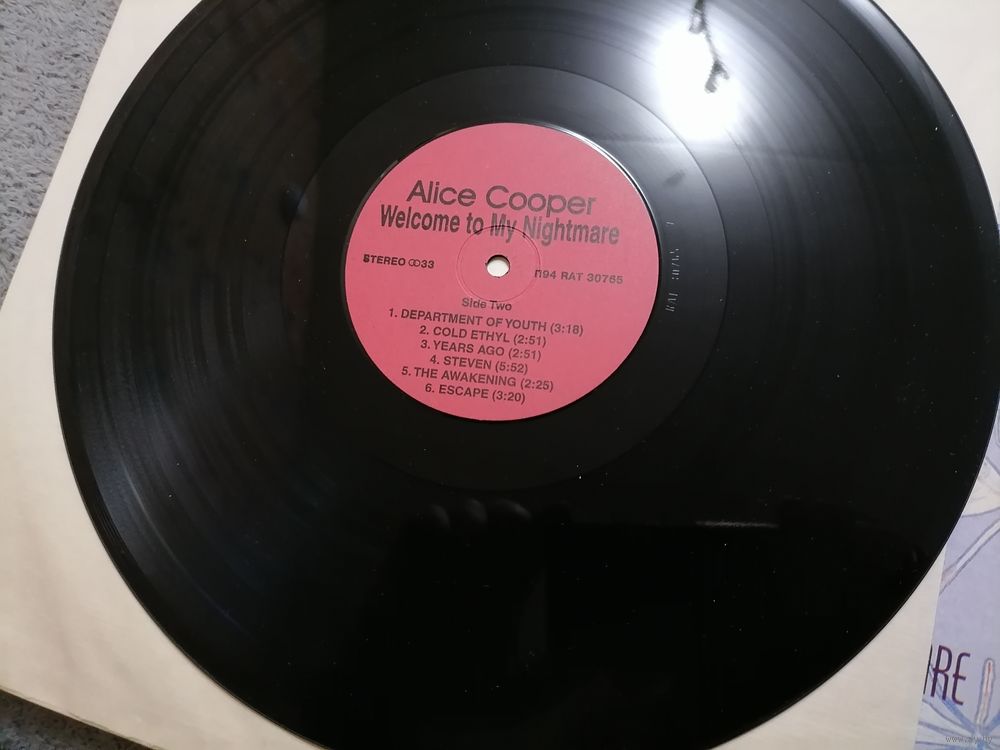 Alice Cooper
Welcome to My Nightmare
STEREO ꝏ 33
П94 RAT 30765
Side Two
1. DEPARTMENT OF YOUTH (3:18)
2. COLD ETHYL (2:51)
3. YEARS AGO (2:51)
4. STEVEN (5:52)
5. THE AWAKENING (2:25)
6. ESCAPE (3:20)